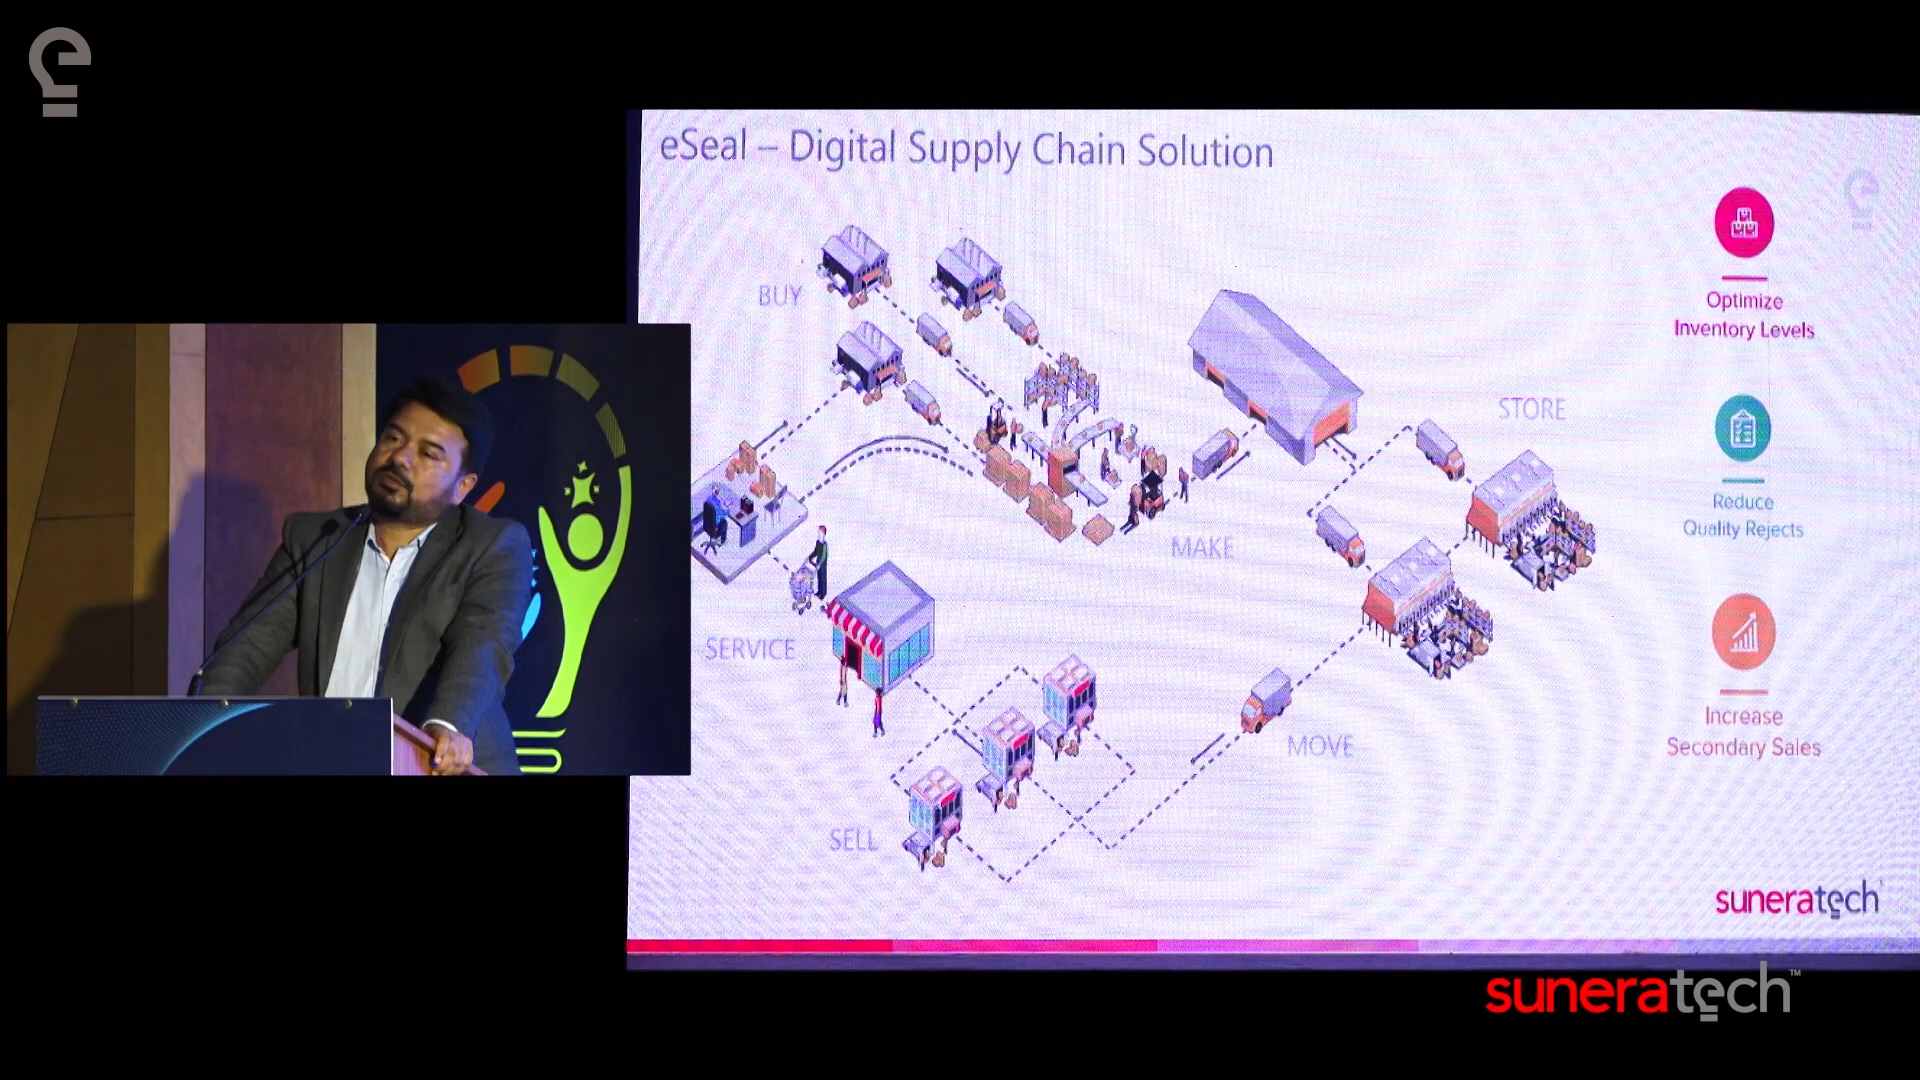 eSeal – Digital Supply Chain Solution
BUY
STORE
MAKE
SERVICE
MOVE
SELL
Optimize
Inventory Levels
Reduce
Quality Rejects
Increase
Secondary Sales
suneratech
suneratech™